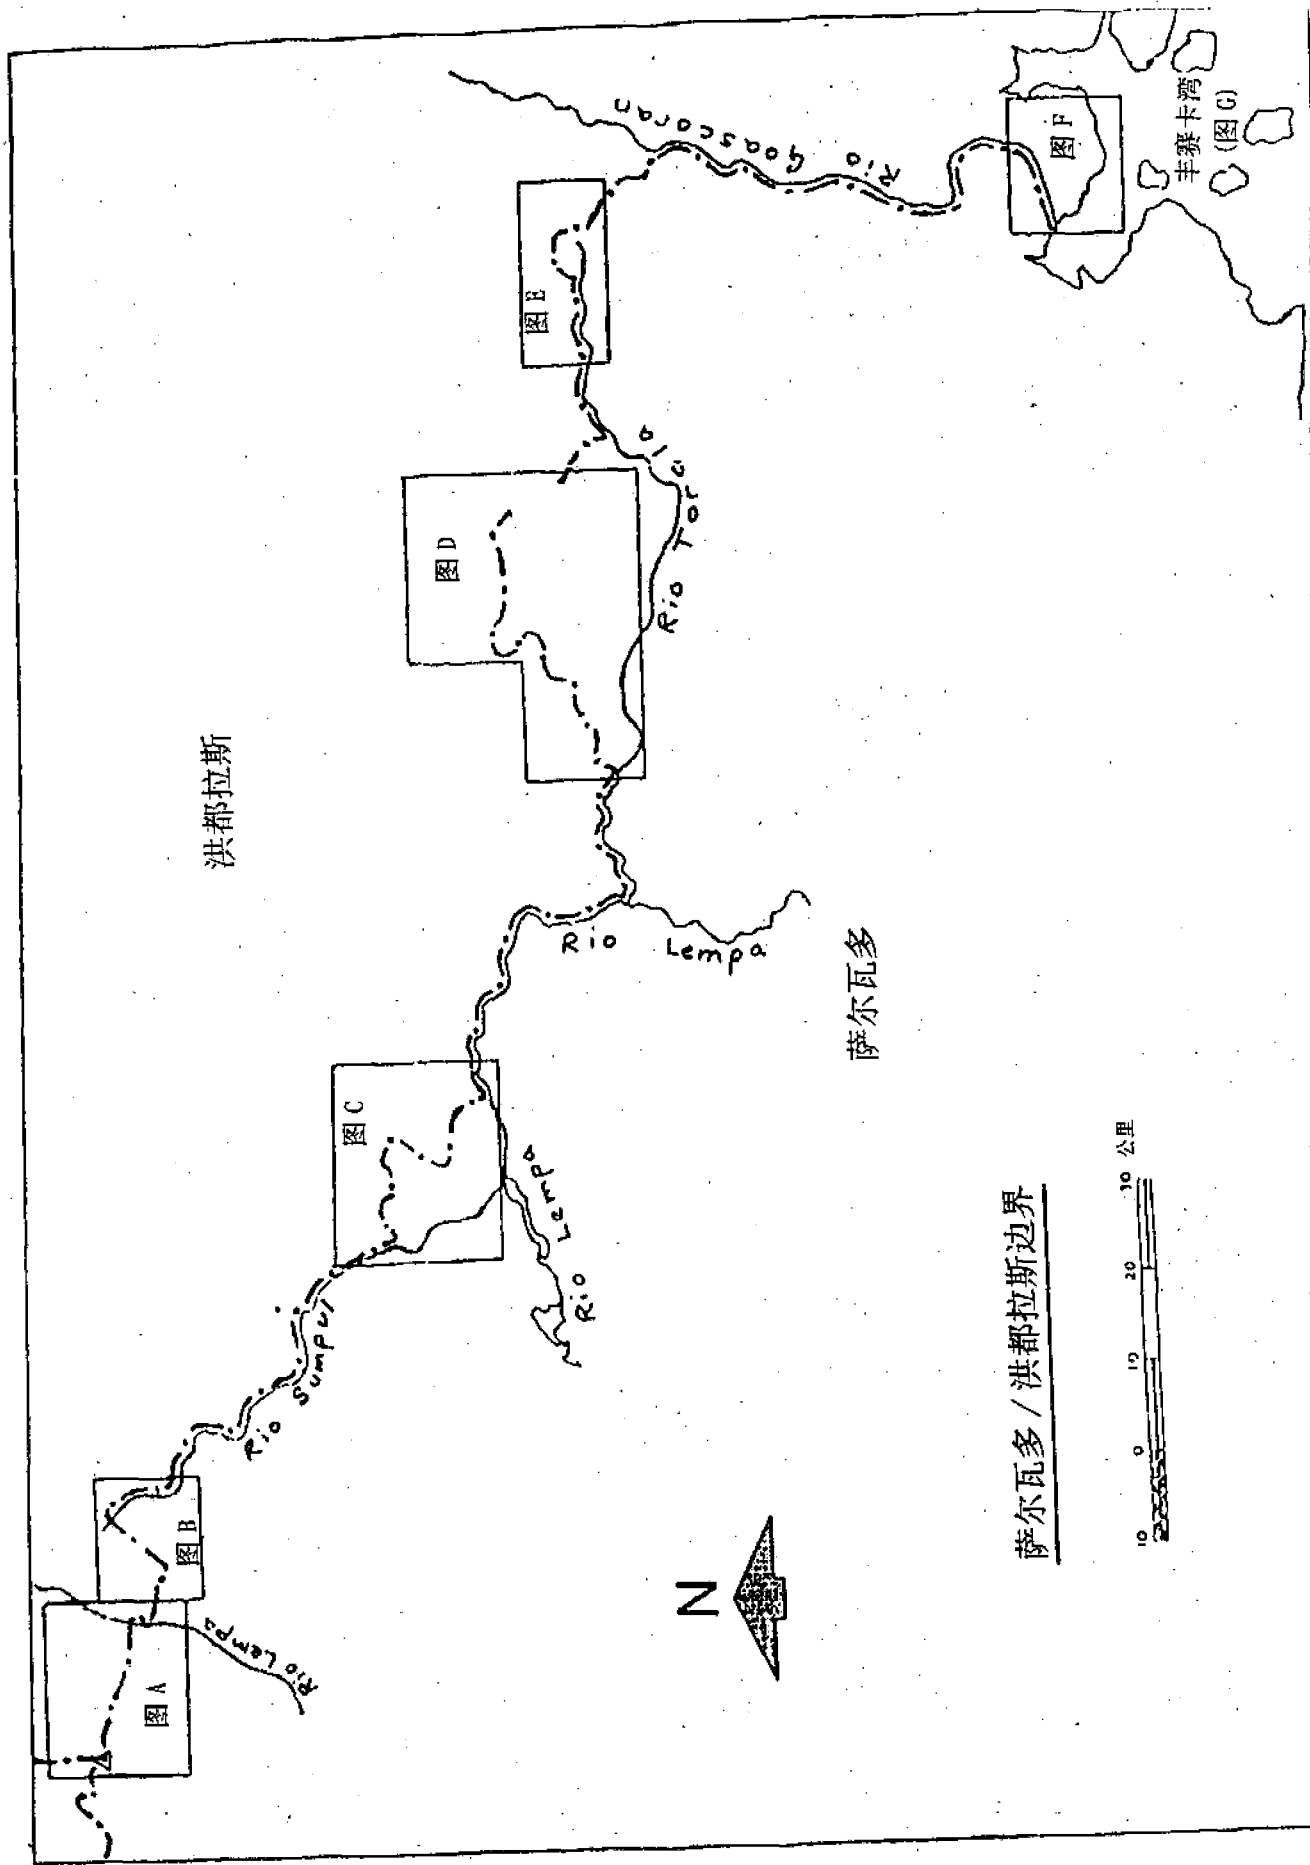 图 A
图 B
洪都拉斯
Rio Lempa
Rio Sumpul
图 C
图 D
图 E
Rio Lempa
Rio Lempa
Rio Torola
Rio Goascoran
N
萨尔瓦多
萨尔瓦多 / 洪都拉斯边界
图 F
10 0 10 20 30 公里
丰赛卡湾
(图 G)